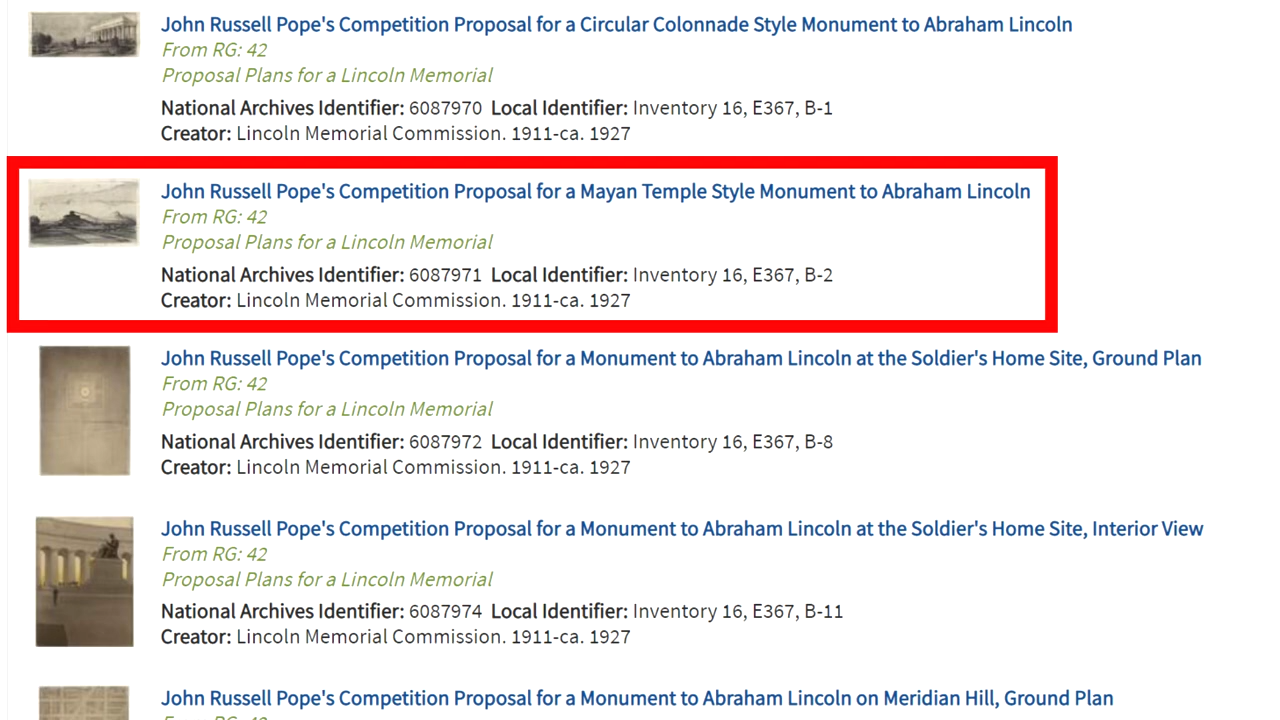 John Russell Pope's Competition Proposal for a Circular Colonnade Style Monument to Abraham Lincoln
From RG: 42
Proposal Plans for a Lincoln Memorial
National Archives Identifier: 6087970 Local Identifier: Inventory 16, E367, B-1
Creator: Lincoln Memorial Commission. 1911-ca. 1927
John Russell Pope's Competition Proposal for a Mayan Temple Style Monument to Abraham Lincoln
From RG: 42
Proposal Plans for a Lincoln Memorial
National Archives Identifier: 6087971 Local Identifier: Inventory 16, E367, B-2
Creator: Lincoln Memorial Commission. 1911-ca. 1927
John Russell Pope's Competition Proposal for a Monument to Abraham Lincoln at the Soldier's Home Site, Ground Plan
From RG: 42
Proposal Plans for a Lincoln Memorial
National Archives Identifier: 6087972 Local Identifier: Inventory 16, E367, B-8
Creator: Lincoln Memorial Commission. 1911-ca. 1927
John Russell Pope's Competition Proposal for a Monument to Abraham Lincoln at the Soldier's Home Site, Interior View
From RG: 42
Proposal Plans for a Lincoln Memorial
National Archives Identifier: 6087974 Local Identifier: Inventory 16, E367, B-11
Creator: Lincoln Memorial Commission. 1911-ca. 1927
John Russell Pope's Competition Proposal for a Monument to Abraham Lincoln on Meridian Hill, Ground Plan
From RG: 42